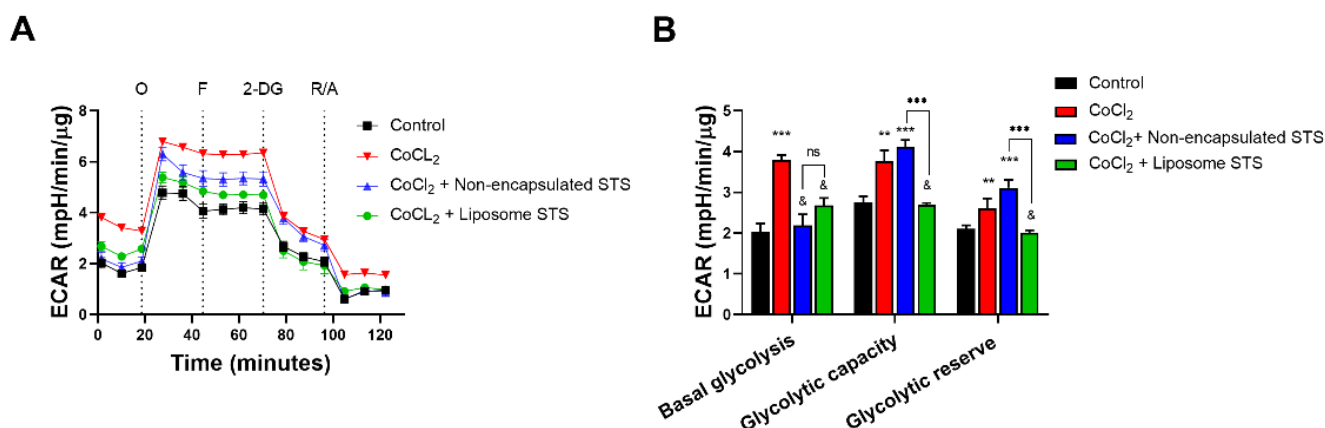 A
O F 2-DG R/A
8
6
4
2
0
ECAR (mpH/min/µg)
0 20 40 60 80 100 120
Time (minutes)
Control
CoCL₂
CoCl₂ + Non-encapsulated STS
CoCL₂ + Liposome STS
B
Control
CoCl₂
CoCl₂+ Non-encapsulated STS
CoCl₂ + Liposome STS
5
4
3
2
1
0
ECAR (mpH/min/µg)
*** & ns &
** *** *** &
** *** *** &
Basal glycolysis
Glycolytic capacity
Glycolytic reserve